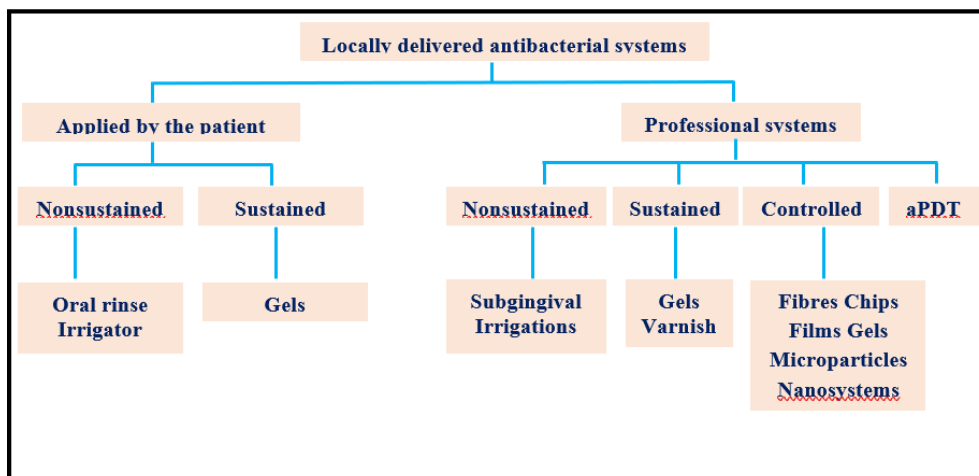 Locally delivered antibacterial systems
Applied by the patient
Professional systems
Nonsustained
Sustained
Nonsustained
Sustained
Controlled
aPDT
Oral rinse
Irrigator
Gels
Subgingival
Irrigations
Gels
Varnish
Fibres Chips
Films Gels
Microparticles
Nanosystems